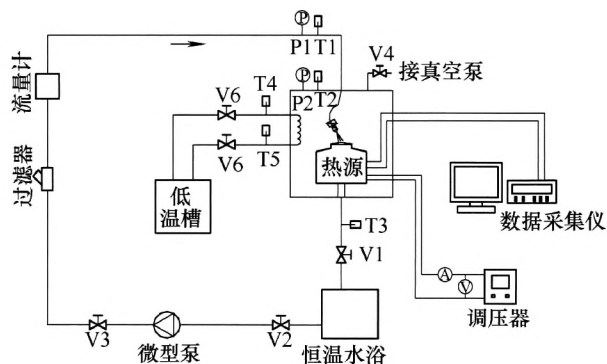 P
P1 T1
V4
接真空泵
P
P2 T2
T4
V6
流量计
V6
T5
热源
过滤器
低
温槽
数据采集仪
T3
V1
A
V
调压器
V3
微型泵
V2
恒温水浴